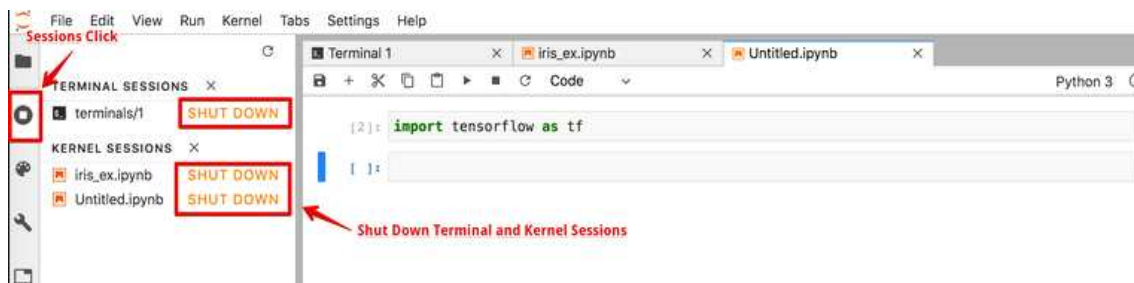 File Edit View Run Kernel Tabs Settings Help
Sessions Click
Terminal 1
iris_ex.ipynb
Untitled.ipynb
TERMINAL SESSIONS
Code
Python 3
terminals/1 SHUT DOWN
[2]: import tensorflow as tf
KERNEL SESSIONS
[ ]:
iris_ex.ipynb SHUT DOWN
Untitled.ipynb SHUT DOWN
Shut Down Terminal and Kernel Sessions